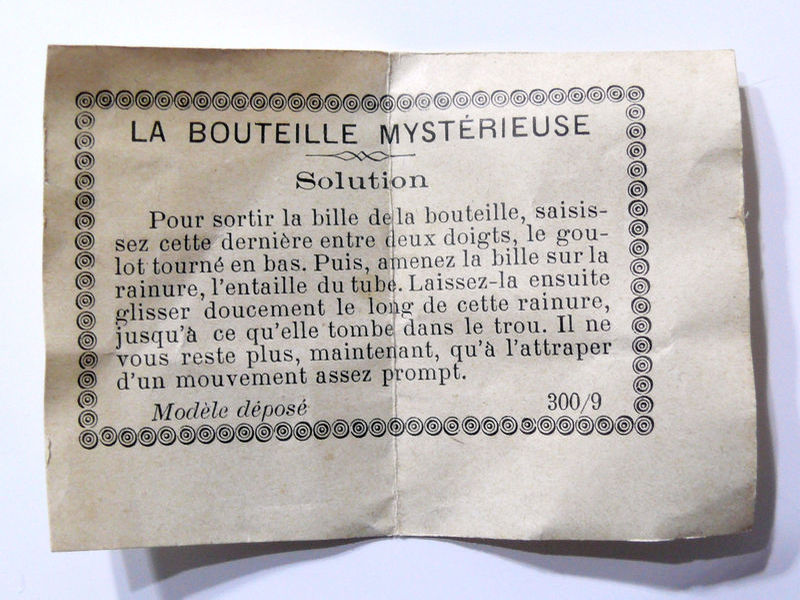 LA BOUTEILLE MYSTÉRIEUSE
Solution
Pour sortir la bille de la bouteille, saisis-
sez cette dernière entre deux doigts, le gou-
lot tourné en bas. Puis, amenez la bille sur la
rainure, l'entaille du tube. Laissez-la ensuite
glisser doucement le long de cette rainure,
jusqu'à ce qu'elle tombe dans le trou. Il ne
vous reste plus, maintenant, qu'à l'attraper
d'un mouvement assez prompt.
Modèle déposé 300/9